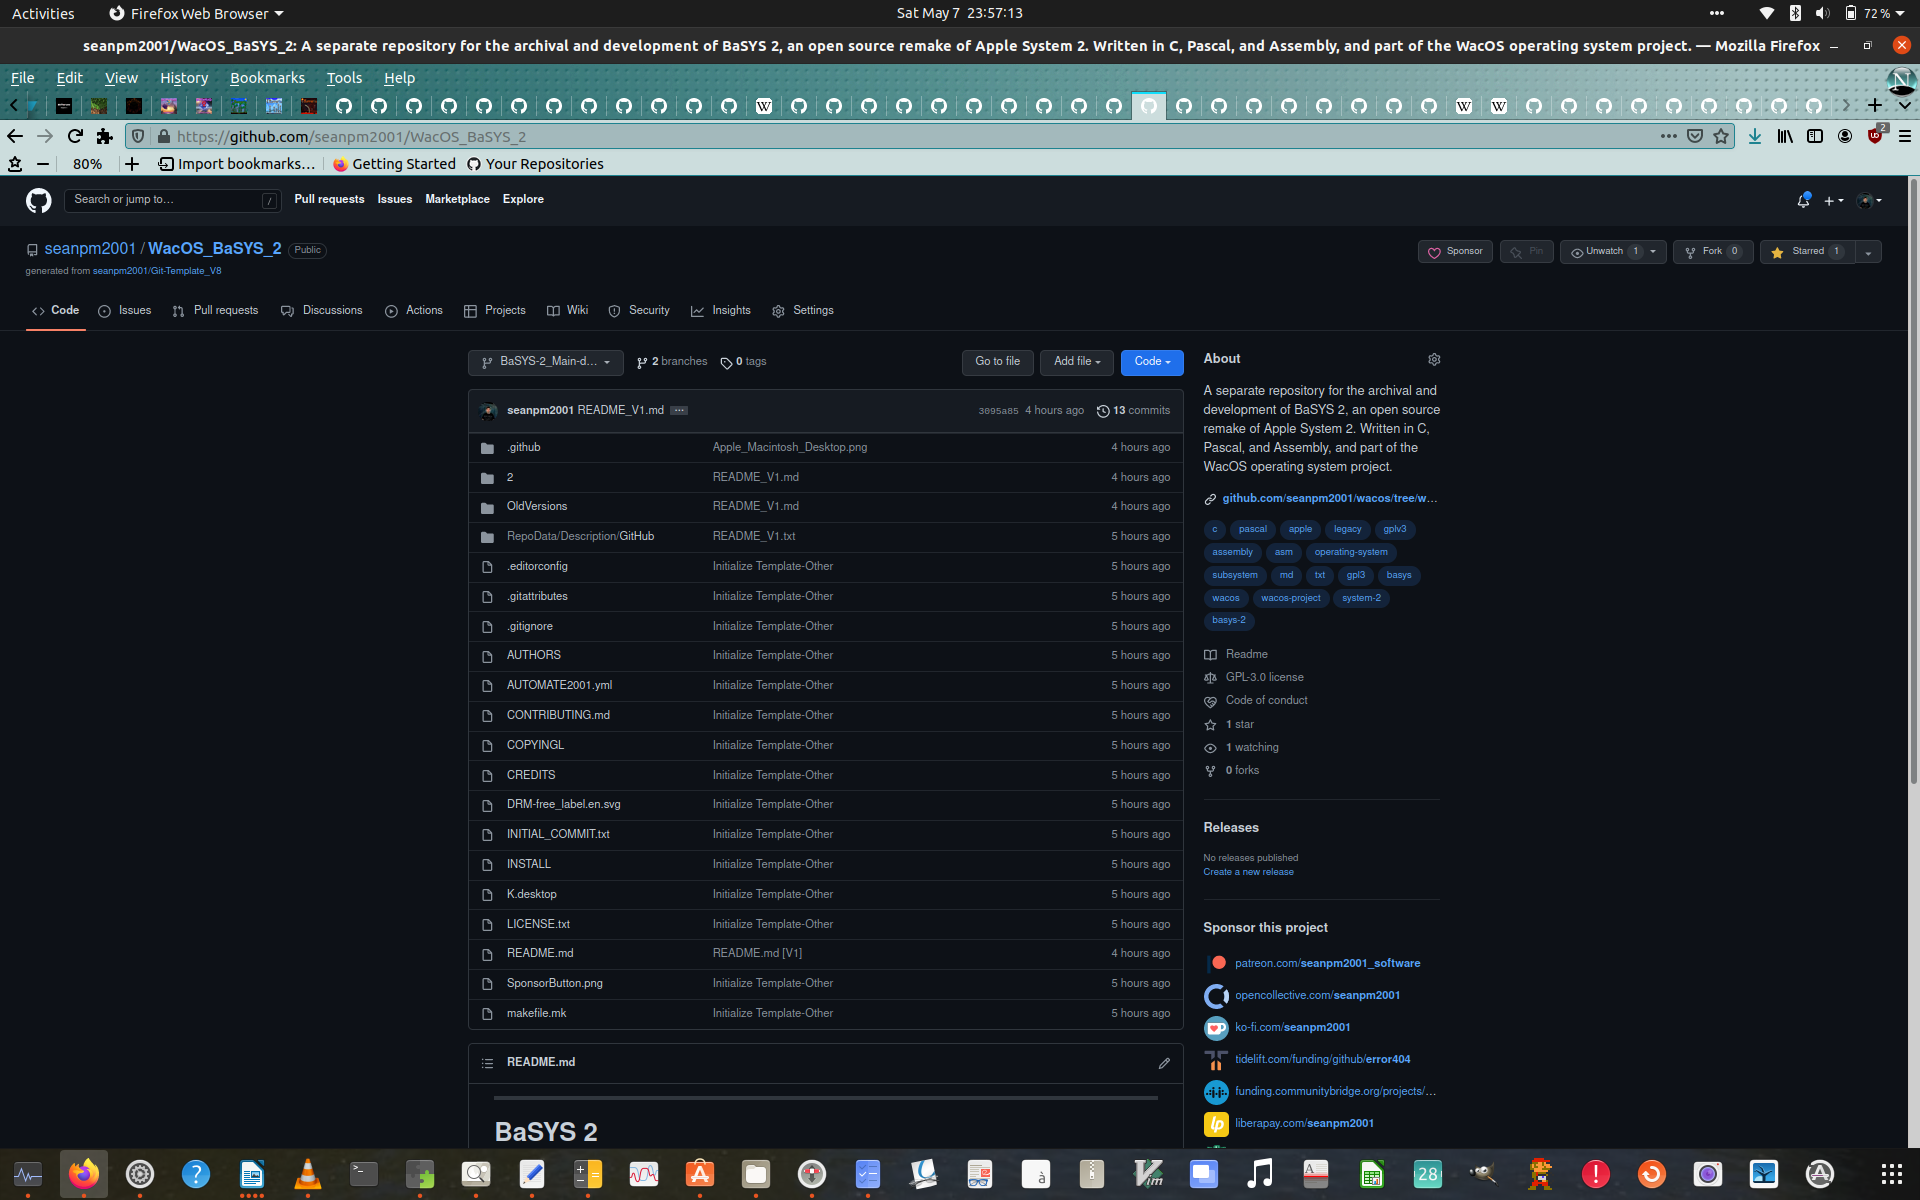 Activities
Firefox Web Browser
Sat May 7 23:57:13
72 %
seanpm2001/WacOS_BaSYS_2: A separate repository for the archival and development of BaSYS 2, an open source remake of Apple System 2. Written in C, Pascal, and Assembly, and part of the WacOS operating system project. — Mozilla Firefox
File Edit View History Bookmarks Tools Help
https://github.com/seanpm2001/WacOS_BaSYS_2
2
80% Import bookmarks… Getting Started Your Repositories
Search or jump to… /
Pull requests Issues Marketplace Explore
seanpm2001 / WacOS_BaSYS_2 Public
generated from seanpm2001/Git-Template_V8
Sponsor Pin Unwatch 1 Fork 0 Starred 1
Code Issues Pull requests Discussions Actions Projects Wiki Security Insights Settings
BaSYS-2_Main-d… 2 branches 0 tags Go to file Add file Code
seanpm2001 README_V1.md ··· 3095a85 4 hours ago 13 commits
.github Apple_Macintosh_Desktop.png 4 hours ago
2 README_V1.md 4 hours ago
OldVersions README_V1.md 4 hours ago
RepoData/Description/GitHub README_V1.txt 5 hours ago
.editorconfig Initialize Template-Other 5 hours ago
.gitattributes Initialize Template-Other 5 hours ago
.gitignore Initialize Template-Other 5 hours ago
AUTHORS Initialize Template-Other 5 hours ago
AUTOMATE2001.yml Initialize Template-Other 5 hours ago
CONTRIBUTING.md Initialize Template-Other 5 hours ago
COPYINGL Initialize Template-Other 5 hours ago
CREDITS Initialize Template-Other 5 hours ago
DRM-free_label.en.svg Initialize Template-Other 5 hours ago
INITIAL_COMMIT.txt Initialize Template-Other 5 hours ago
INSTALL Initialize Template-Other 5 hours ago
K.desktop Initialize Template-Other 5 hours ago
LICENSE.txt Initialize Template-Other 5 hours ago
README.md README.md [V1] 4 hours ago
SponsorButton.png Initialize Template-Other 5 hours ago
makefile.mk Initialize Template-Other 5 hours ago
README.md
BaSYS 2
About
A separate repository for the archival and
development of BaSYS 2, an open source
remake of Apple System 2. Written in C,
Pascal, and Assembly, and part of the
WacOS operating system project.
github.com/seanpm2001/wacos/tree/w…
c pascal apple legacy gplv3
assembly asm operating-system
subsystem md txt gpl3 basys
wacos wacos-project system-2
basys-2
Readme
GPL-3.0 license
Code of conduct
1 star
1 watching
0 forks
Releases
No releases published
Create a new release
Sponsor this project
patreon.com/seanpm2001_software
opencollective.com/seanpm2001
ko-fi.com/seanpm2001
tidelift.com/funding/github/error404
funding.communitybridge.org/projects/…
liberapay.com/seanpm2001
28